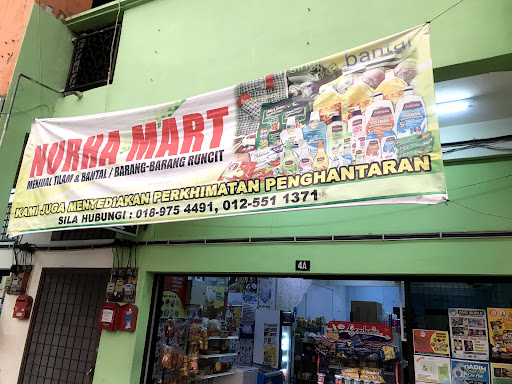 bantal
NURHA MART
MENJUAL TILAM & BANTAL / BARANG-BARANG RUNCIT
KAMI JUGA MENYEDIAKAN PERKHIMATAN PENGHANTARAN
SILA HUBUNGI : 018-975 4491, 012-551 1371
4A